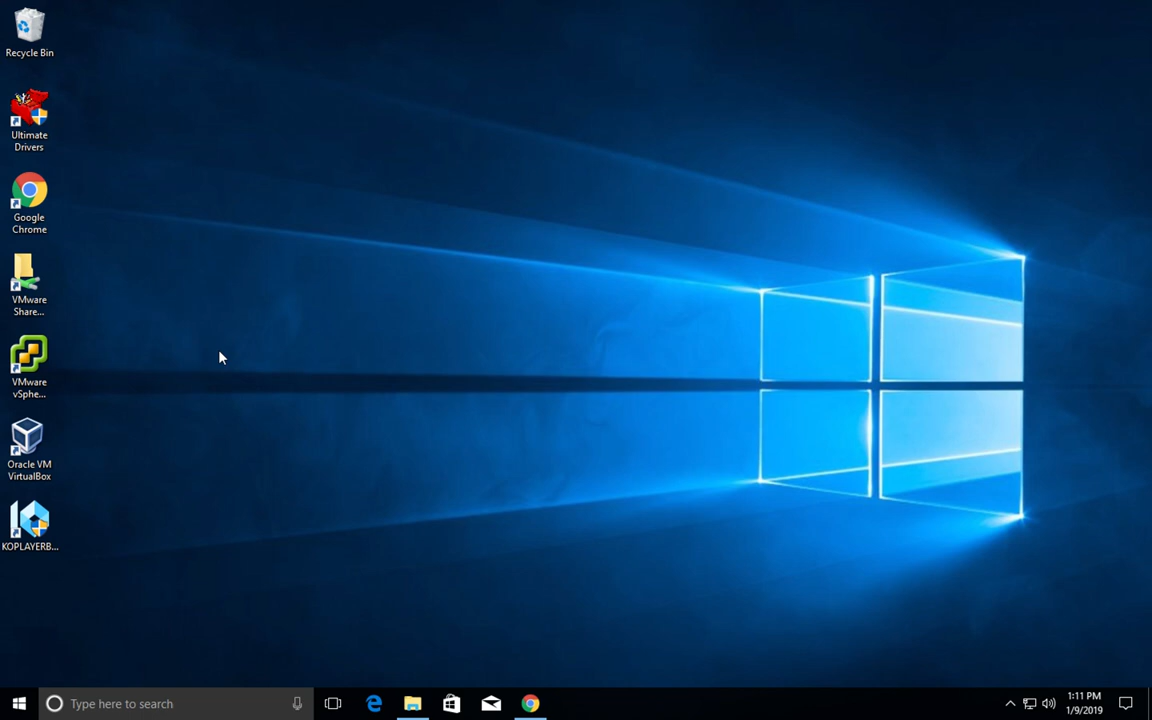 Recycle Bin
Ultimate
Drivers
Google
Chrome
VMware
Share...
VMware
vSphe...
Oracle VM
VirtualBox
KOPLAYERB...
Type here to search
1:11 PM
1/9/2019